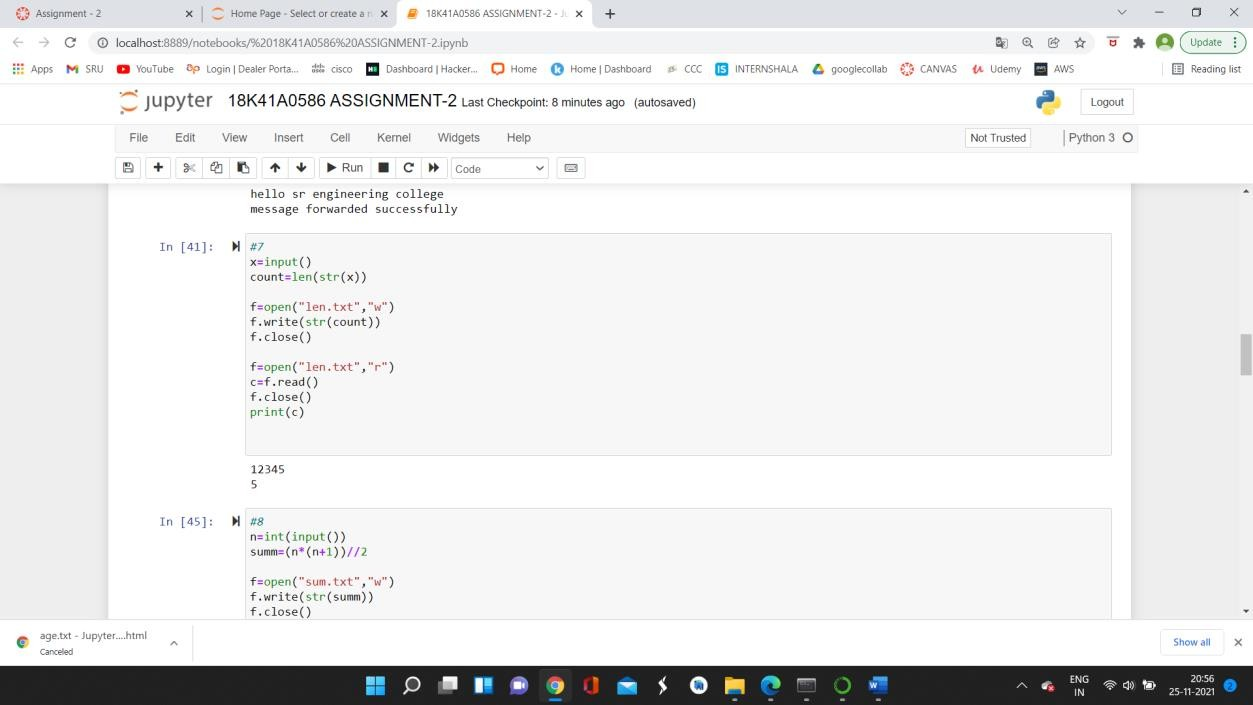 Assignment - 2
Home Page - Select or create a n
18K41A0586 ASSIGNMENT-2 - Ju
localhost:8889/notebooks/%2018K41A0586%20ASSIGNMENT-2.ipynb
Update
Apps
SRU
YouTube
Login | Dealer Porta...
cisco
Dashboard | Hacker...
Home
Home | Dashboard
CCC
IS INTERNSHALA
googlecollab
CANVAS
Udemy
aws AWS
Reading list
jupyter 18K41A0586 ASSIGNMENT-2 Last Checkpoint: 8 minutes ago (autosaved)
Logout
File Edit View Insert Cell Kernel Widgets Help
Not Trusted
Python 3
Run
Code
hello sr engineering college
message forwarded successfully
In [41]:
#7
x=input()
count=len(str(x))
f=open("len.txt","w")
f.write(str(count))
f.close()
f=open("len.txt","r")
c=f.read()
f.close()
print(c)
12345
5
In [45]:
#8
n=int(input())
summ=(n*(n+1))//2
f=open("sum.txt","w")
f.write(str(summ))
f.close()
age.txt - Jupyter....html
Canceled
Show all
ENG
IN
20:56
25-11-2021
2